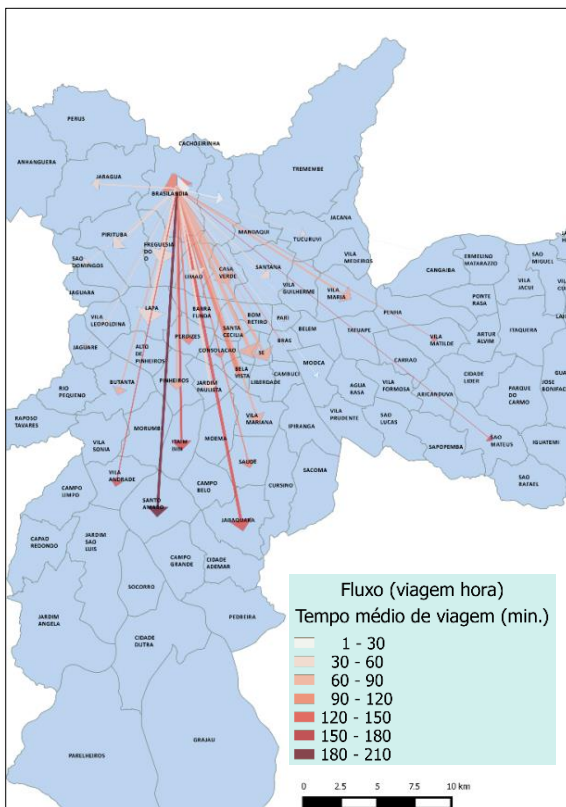 PERUS
CACHOEIRINHA
ANHANGUERA
TREMEMBE
JARAGUA
BRASILANDIA
JACANA
MANDAQUI
PIRITUBA
TUCURUVI
FREGUESIA
DO
O
VILA
MEDEIROS
SAO
DOMINGOS
CASA
VERDE
SANTANA
CANGAIBA
ERMELINO
MATARAZZO
SAO
MIQUEL
VILA
JACUI
LIMAO
VILA
GUILHERME
VILA
MARIA
JAGUARA
LAPA
BARRA
FUNDA
BOM
RETIRO
PARI
PENHA
PONTE
RASA
VILA
LEOPOLDINA
SANTA
CECILIA
BELEM
TATUAPE
ARTUR
ALVIM
ITAQUERA
JAGUARE
ALTO
DE
PINHEIROS
PERDIZES
CONSOLACAO
SE
BRAS
VILA
MATILDE
MOOCA
CARRAO
BELA
VISTA
LIBERDADE
CAMBUCI
CIDADE
LIDER
RIO
PEQUENO
BUTANTA
PINHEIROS
JARDIM
PAULISTA
AGUA
RASA
VILA
FORMOSA
ARICANDUVA
PARQUE
DO
CARMO
JOSE
BONIFACI
RAPOSO
TAVARES
MORUMBI
VILA
MARIANA
VILA
PRUDENTE
SAO
LUCAS
MOEMA
IPIRANGA
VILA
SONIA
ITAIM
BIBI
SAPOPEMBA
SAO
MATEUS
IGUATEMI
SAUDE
SACOMA
CAMPO
LIMPO
VILA
ANDRADE
CAMPO
BELO
CURSINO
SAO
RAFAEL
SANTO
AMARO
JABAQUARA
CAPAO
REDONDO
JARDIM
SAO
LUIS
CAMPO
GRANDE
CIDADE
ADEMAR
SOCORRO
JARDIM
ANGELA
PEDREIRA
CIDADE
DUTRA
GRAJAU
PARELHEIROS
Fluxo (viagem hora)
Tempo médio de viagem (min.)
1 - 30
30 - 60
60 - 90
90 - 120
120 - 150
150 - 180
180 - 210
0 2.5 5 7.5 10 km